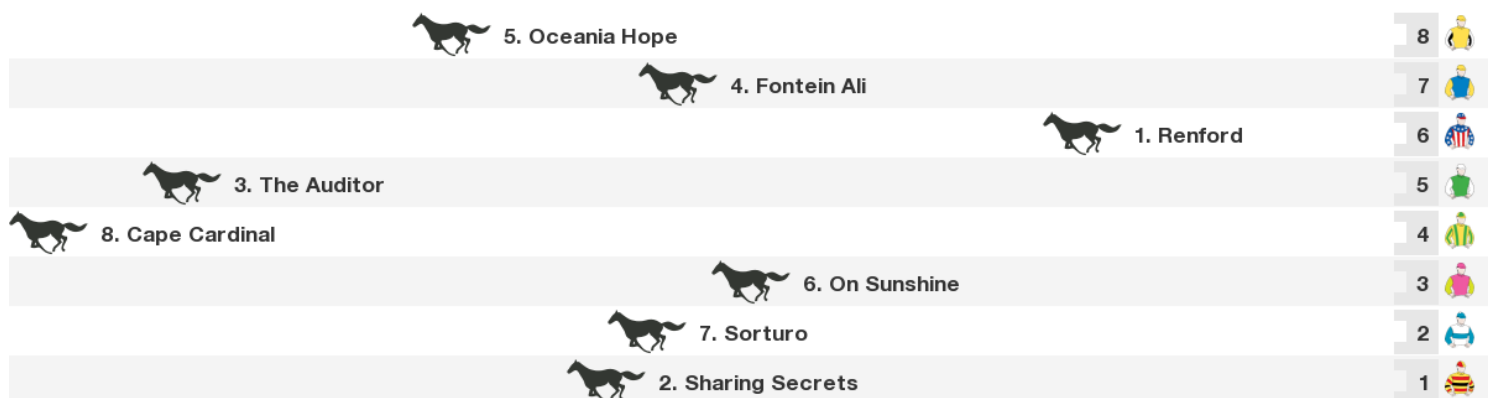 5. Oceania Hope 8
4. Fontein Ali 7
1. Renford 6
3. The Auditor 5
8. Cape Cardinal 4
6. On Sunshine 3
7. Sorturo 2
2. Sharing Secrets 1